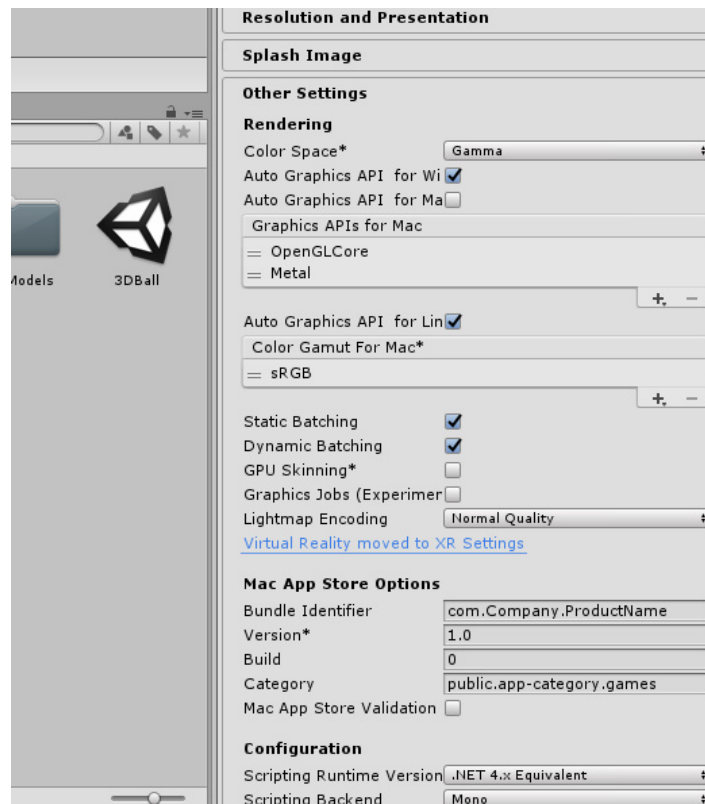 Resolution and Presentation
Splash Image
Other Settings
Rendering
Color Space* Gamma
Auto Graphics API for Wi
Auto Graphics API for Ma
Graphics APIs for Mac
OpenGLCore
Metal
Models 3DBall
Auto Graphics API for Lin
Color Gamut For Mac*
sRGB
Static Batching
Dynamic Batching
GPU Skinning*
Graphics Jobs (Experimer
Lightmap Encoding Normal Quality
Virtual Reality moved to XR Settings
Mac App Store Options
Bundle Identifier com.Company.ProductName
Version* 1.0
Build 0
Category public.app-category.games
Mac App Store Validation
Configuration
Scripting Runtime Version .NET 4.x Equivalent
Scripting Backend Mono